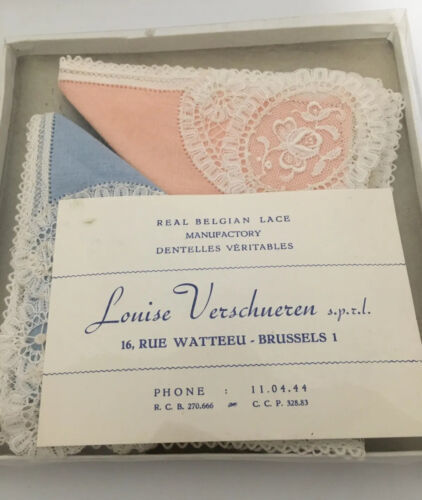 REAL BELGIAN LACE
MANUFACTORY
DENTELLES VÉRITABLES
Louise Verschueren s.p.r.l.
16, RUE WATTEEU - BRUSSELS 1
PHONE : 11.04.44
R. C. B. 270.666 - C. C. P. 328.83